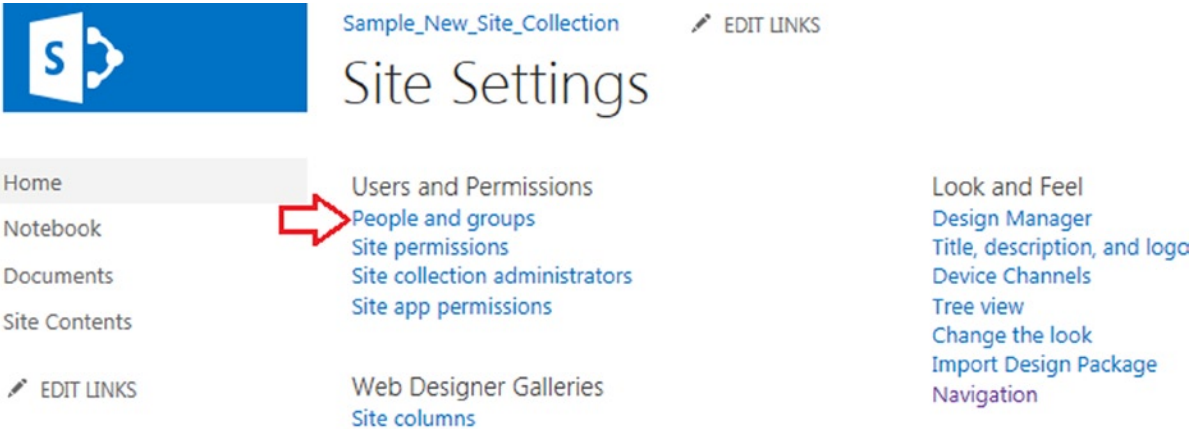 S
Sample_New_Site_Collection
EDIT LINKS
Site Settings
Home
Notebook
Documents
Site Contents
EDIT LINKS
Users and Permissions
People and groups
Site permissions
Site collection administrators
Site app permissions
Web Designer Galleries
Site columns
Look and Feel
Design Manager
Title, description, and logo
Device Channels
Tree view
Change the look
Import Design Package
Navigation